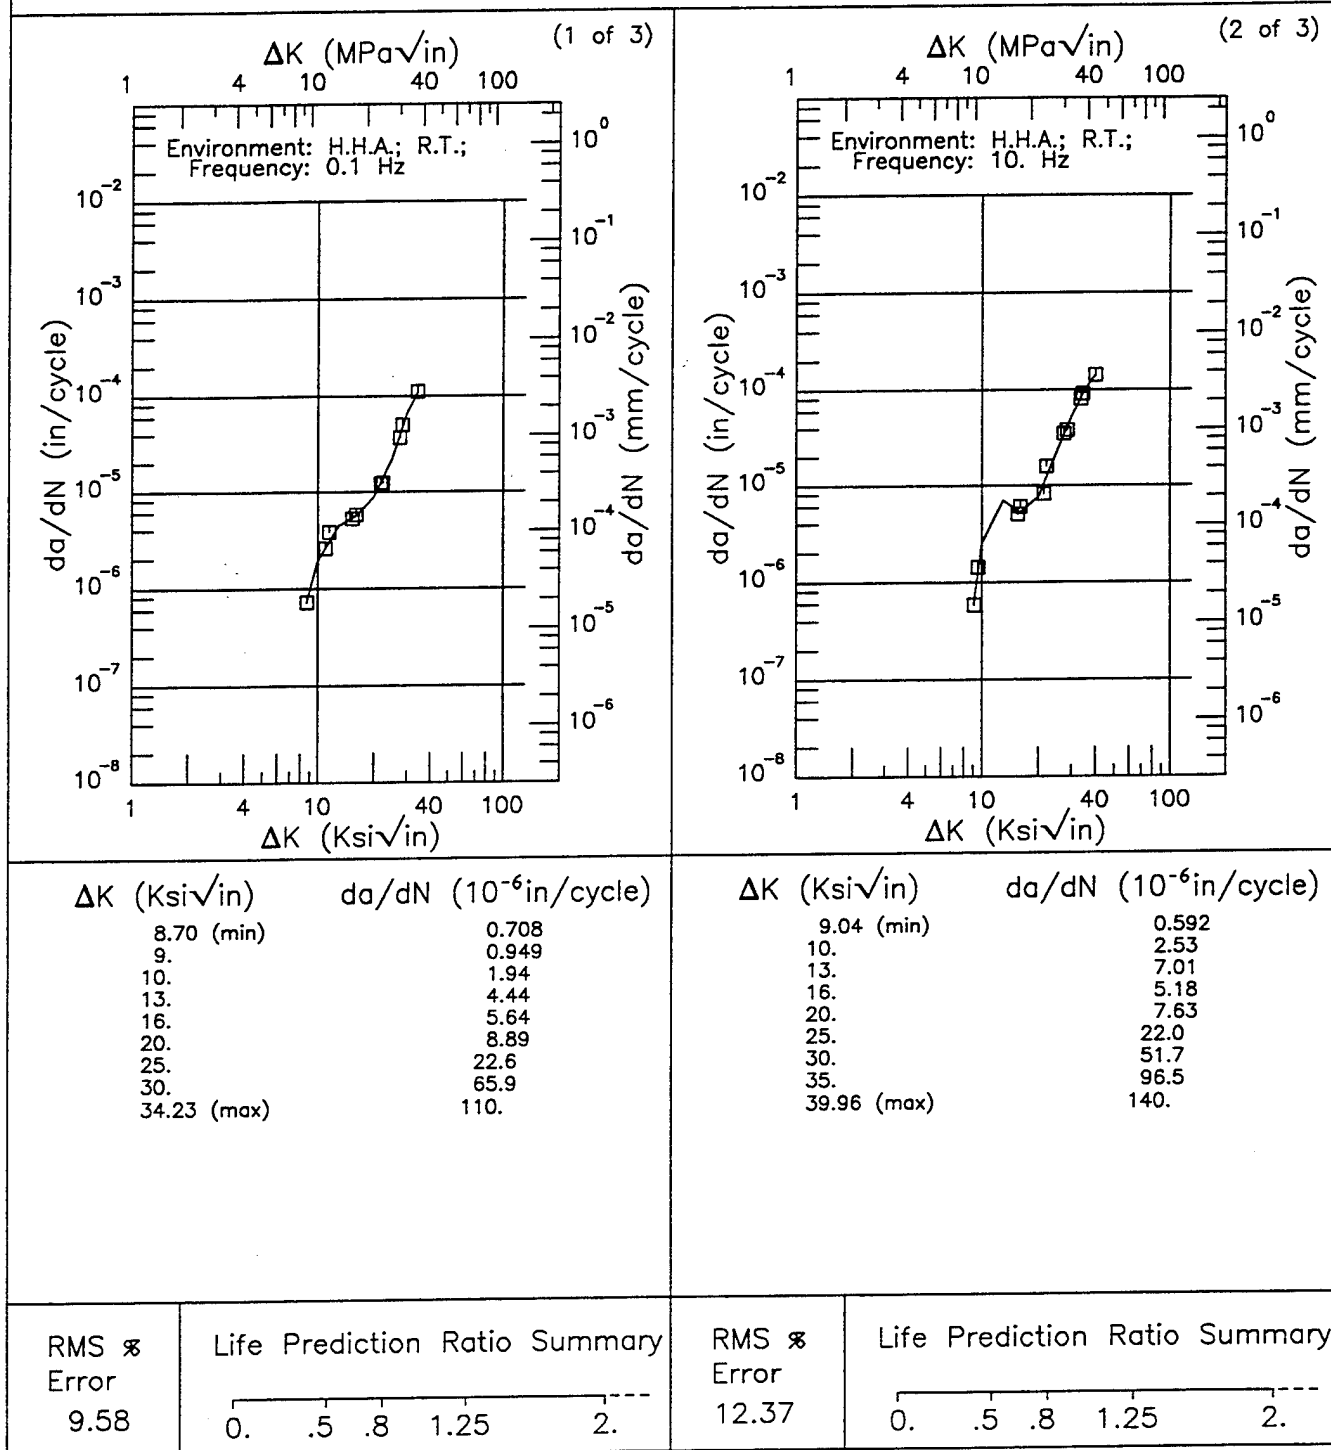 (1 of 3)
ΔK (MPa√in)
1 4 10 40 100
Environment: H.H.A.; R.T.;
Frequency: 0.1 Hz
da/dN (in/cycle)
10⁻²
10⁻³
10⁻⁴
10⁻⁵
10⁻⁶
10⁻⁷
10⁻⁸
da/dN (mm/cycle)
10⁰
10⁻¹
10⁻²
10⁻³
10⁻⁴
10⁻⁵
10⁻⁶
1 4 10 40 100
ΔK (Ksi√in)
ΔK (Ksi√in) da/dN (10⁻⁶in/cycle)
8.70 (min) 0.708
9. 0.949
10. 1.94
13. 4.44
16. 5.64
20. 8.89
25. 22.6
30. 65.9
34.23 (max) 110.
RMS %
Error
9.58
Life Prediction Ratio Summary
0. .5 .8 1.25 2.
(2 of 3)
ΔK (MPa√in)
1 4 10 40 100
Environment: H.H.A.; R.T.;
Frequency: 10. Hz
da/dN (in/cycle)
10⁻²
10⁻³
10⁻⁴
10⁻⁵
10⁻⁶
10⁻⁷
10⁻⁸
da/dN (mm/cycle)
10⁰
10⁻¹
10⁻²
10⁻³
10⁻⁴
10⁻⁵
10⁻⁶
1 4 10 40 100
ΔK (Ksi√in)
ΔK (Ksi√in) da/dN (10⁻⁶in/cycle)
9.04 (min) 0.592
10. 2.53
13. 7.01
16. 5.18
20. 7.63
25. 22.0
30. 51.7
35. 96.5
39.96 (max) 140.
RMS %
Error
12.37
Life Prediction Ratio Summary
0. .5 .8 1.25 2.